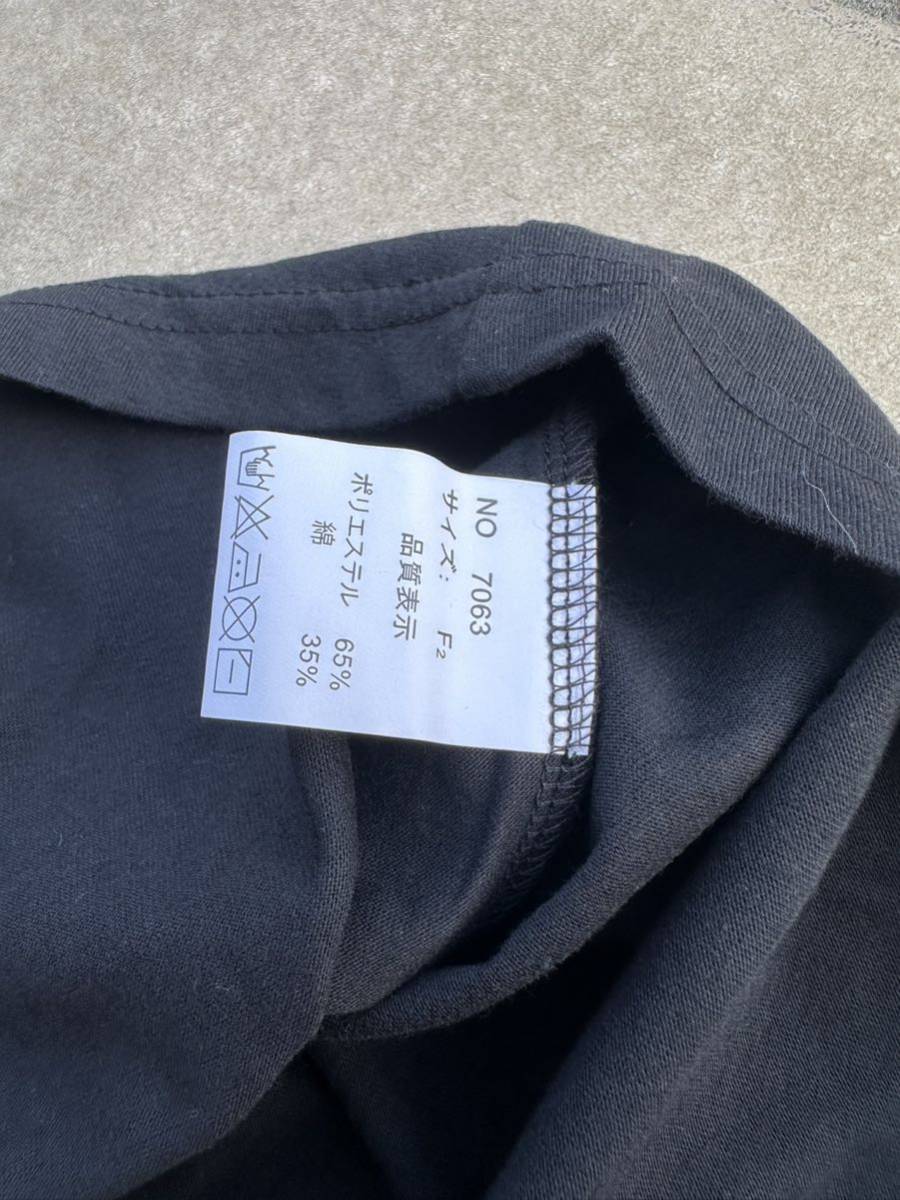 NO 7063
サイズ: F₂
品質表示
ポリエステル 65%
綿 35%